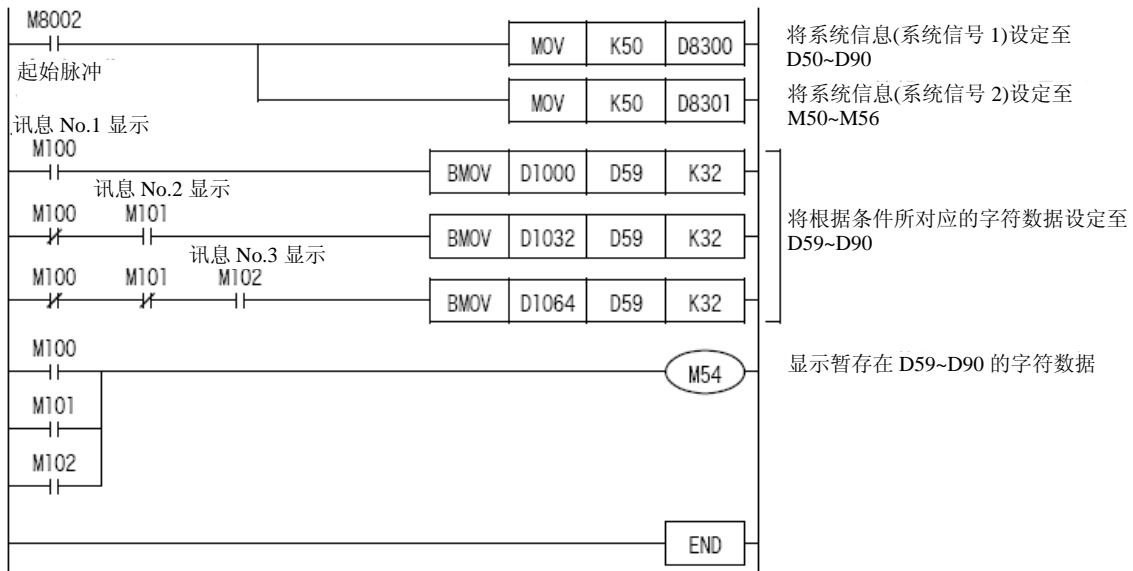 M8002
MOV K50 D8300
将系统信息(系统信号 1)设定至
D50~D90
起始脉冲
MOV K50 D8301
将系统信息(系统信号 2)设定至
M50~M56
讯息 No.1 显示
M100
BMOV D1000 D59 K32
讯息 No.2 显示
M100 M101
BMOV D1032 D59 K32
将根据条件所对应的字符数据设定至
D59~D90
讯息 No.3 显示
M100 M101 M102
BMOV D1064 D59 K32
M100
M54
显示暂存在 D59~D90 的字符数据
M101
M102
END